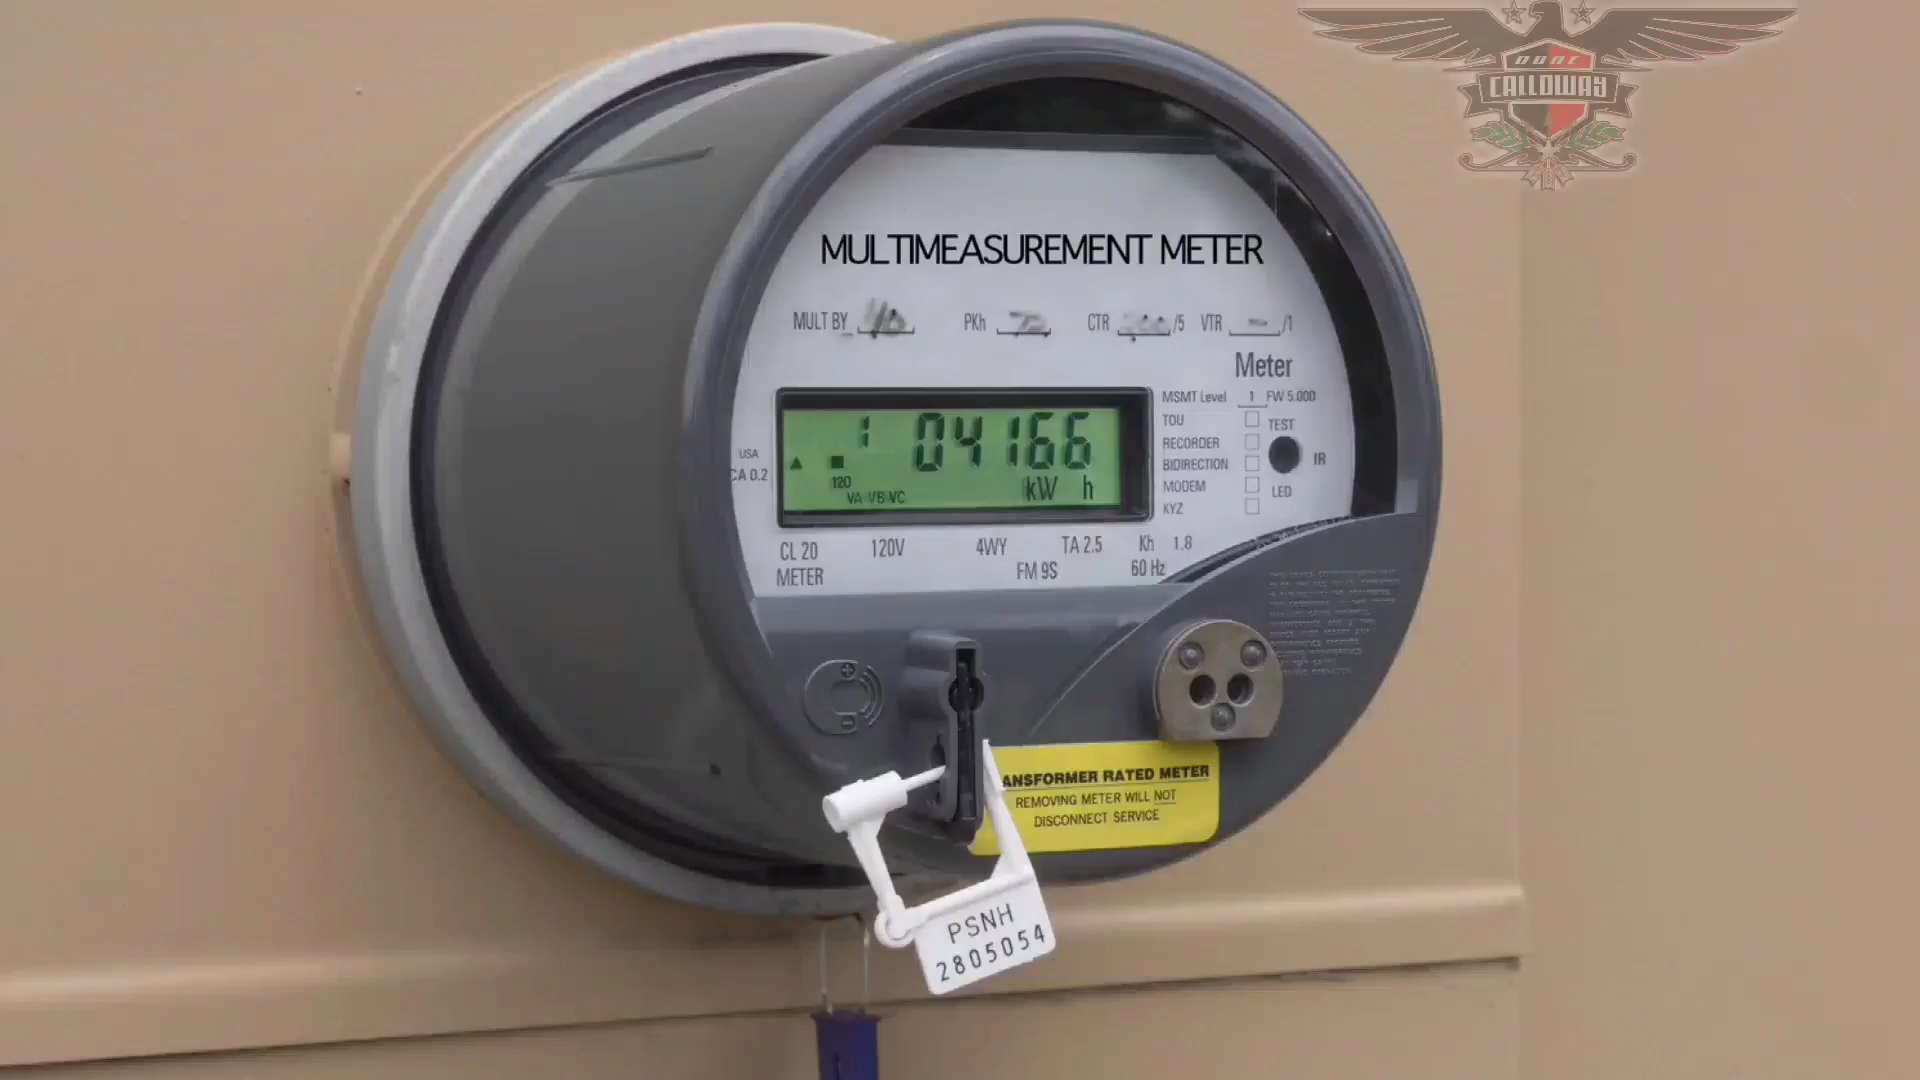 DANE
CALLOWAY
MULTIMEASUREMENT METER
MULT BY
PKh
CTR /5
VTR - /1
Meter
MSMT Level 1 FW 5.000
TOU
TEST
RECORDER
BIDIRECTION
IR
MODEM
LED
KYZ
USA
CA 0.2
1 04166
120
VA VB VC
kW h
CL 20 120V 4WY TA 2.5 Kh 1.8
METER FM 9S 60 Hz
ANSFORMER RATED METER
REMOVING METER WILL NOT
DISCONNECT SERVICE
PSNH
2805054